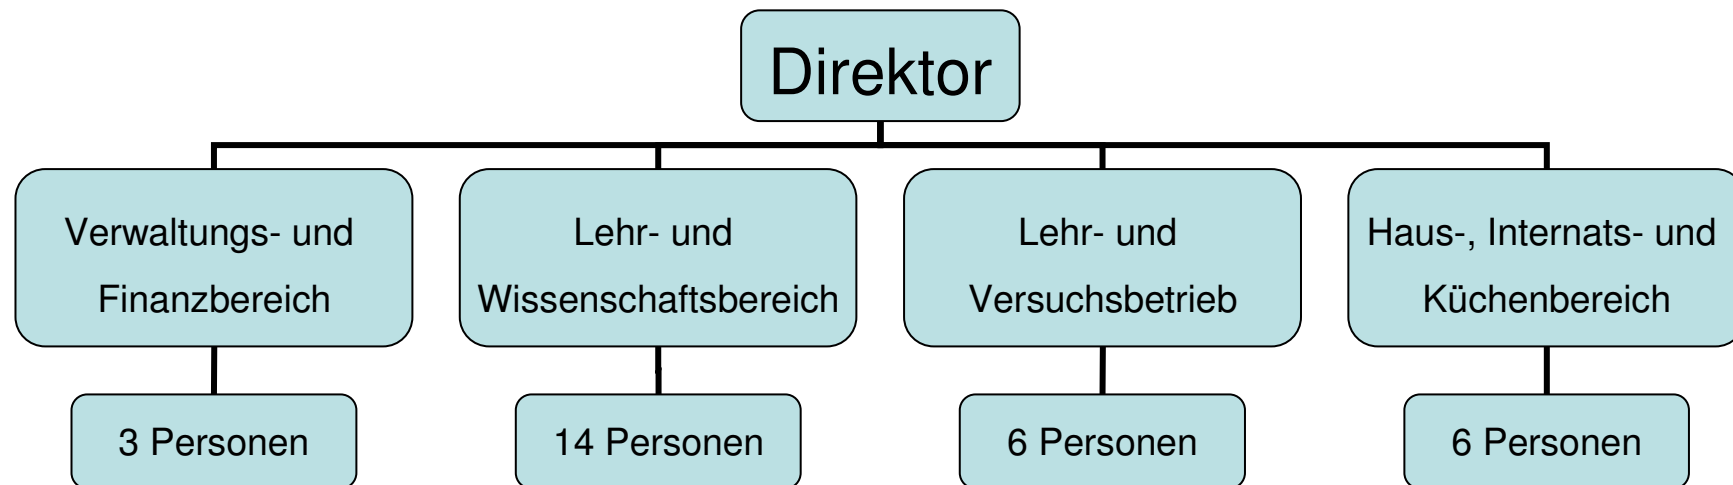 Direktor
Verwaltungs- und
Finanzbereich
Lehr- und
Wissenschaftsbereich
Lehr- und
Versuchsbetrieb
Haus-, Internats- und
Küchenbereich
3 Personen
14 Personen
6 Personen
6 Personen